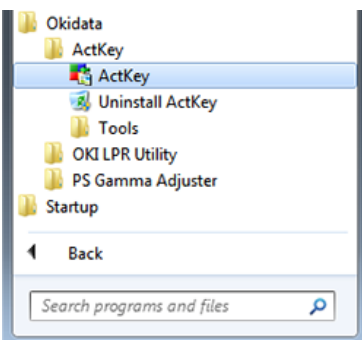 Okidata
ActKey
ActKey
Uninstall ActKey
Tools
OKI LPR Utility
PS Gamma Adjuster
Startup
Back
Search programs and files